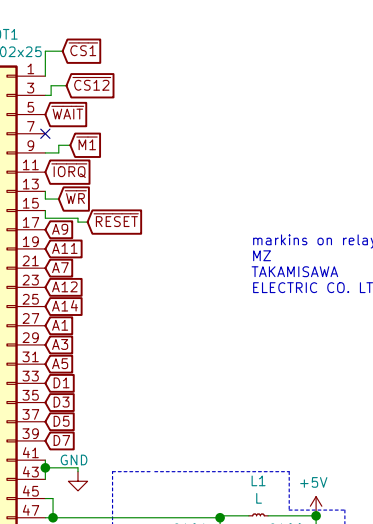 OT1
02x25
CS1
1
CS12
3
WAIT
5
7
M1
9
IORQ
11
WR
13
RESET
15
A9
17
A11
19
A7
21
A12
23
A14
25
A1
27
A3
29
A5
31
D1
33
D3
35
D5
37
D7
39
41
GND
43
45
47
markins on relay
MZ
TAKAMISAWA
ELECTRIC CO. LT
L1
L
+5V